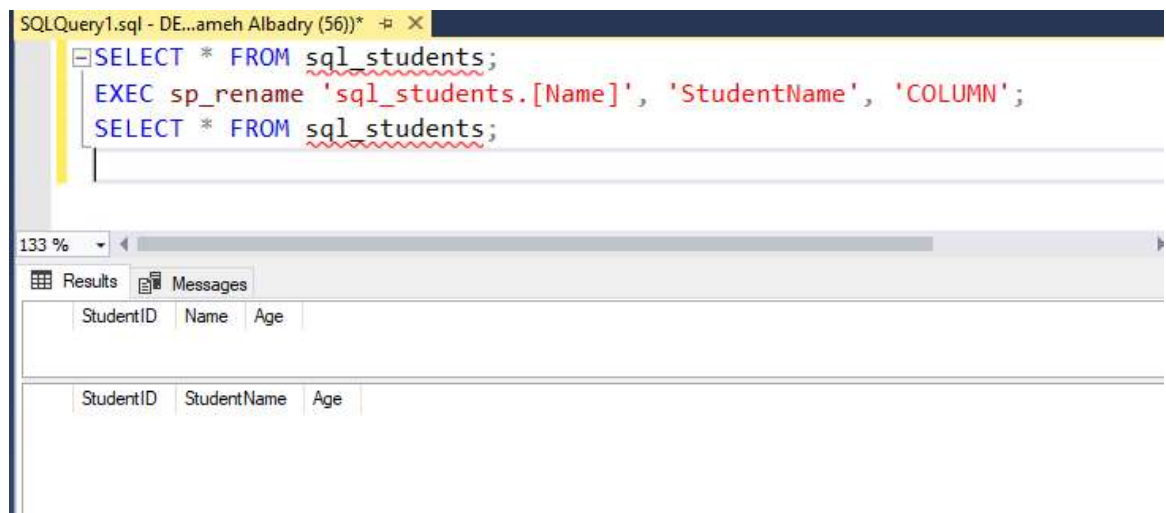 SQLQuery1.sql - DE...ameh Albadry (56))*
SELECT * FROM sql_students;
EXEC sp_rename 'sql_students.[Name]', 'StudentName', 'COLUMN';
SELECT * FROM sql_students;
133 %
Results Messages
StudentID Name Age
StudentID StudentName Age